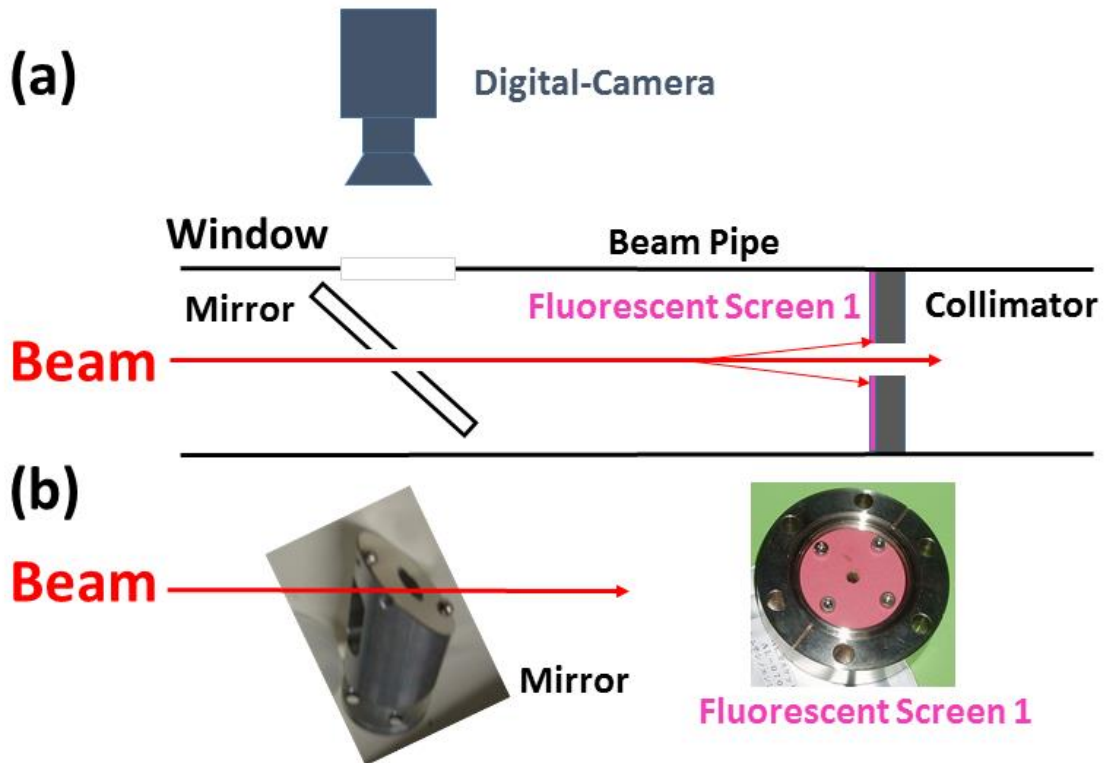 (a)
Digital-Camera
Window
Beam Pipe
Mirror
Fluorescent Screen 1
Collimator
Beam
(b)
Beam
Mirror
Fluorescent Screen 1